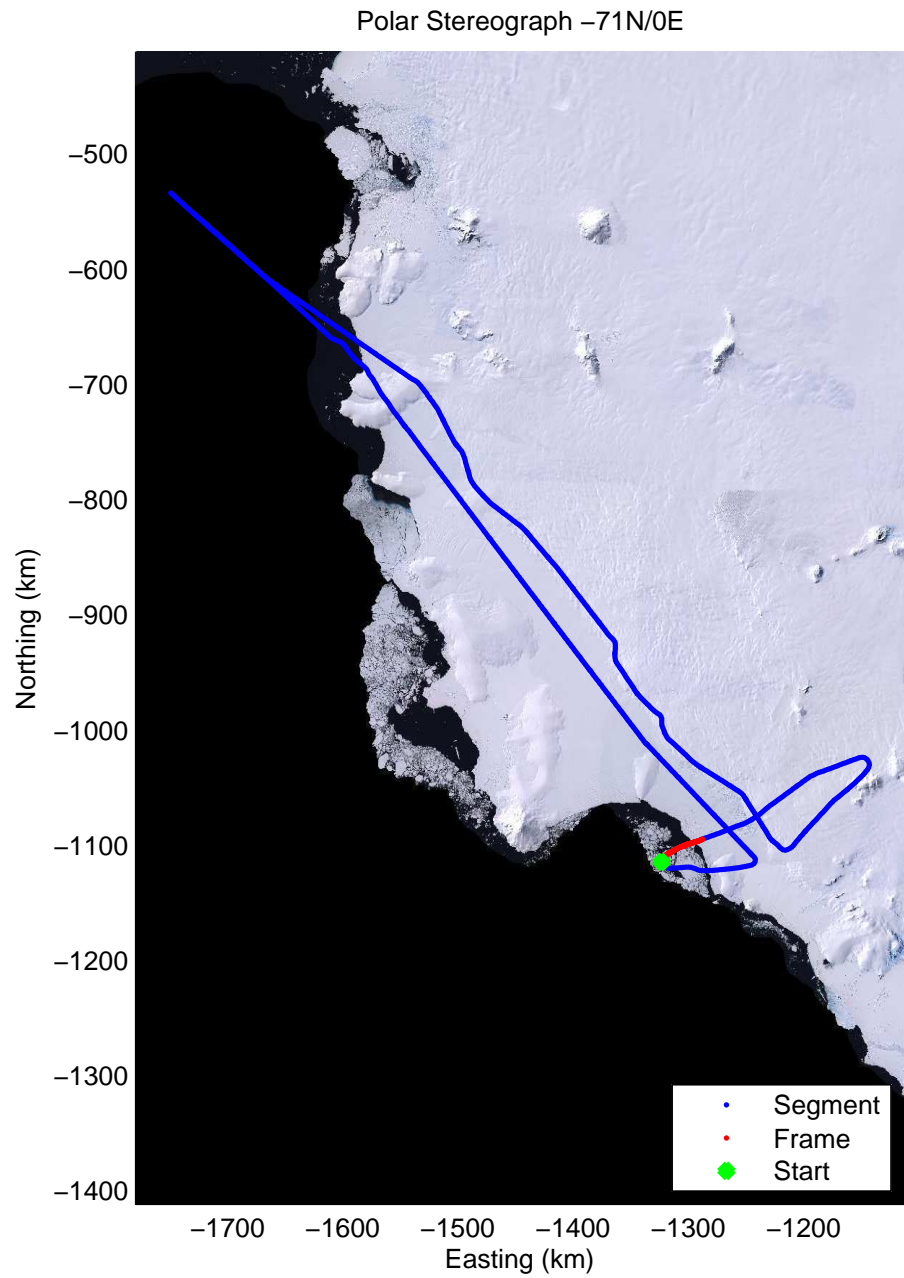 Polar Stereograph −71N/0E
−500
−600
−700
−800
−900
−1000
−1100
−1200
−1300
−1400
Northing (km)
−1700 −1600 −1500 −1400 −1300 −1200
Easting (km)
Segment
Frame
Start